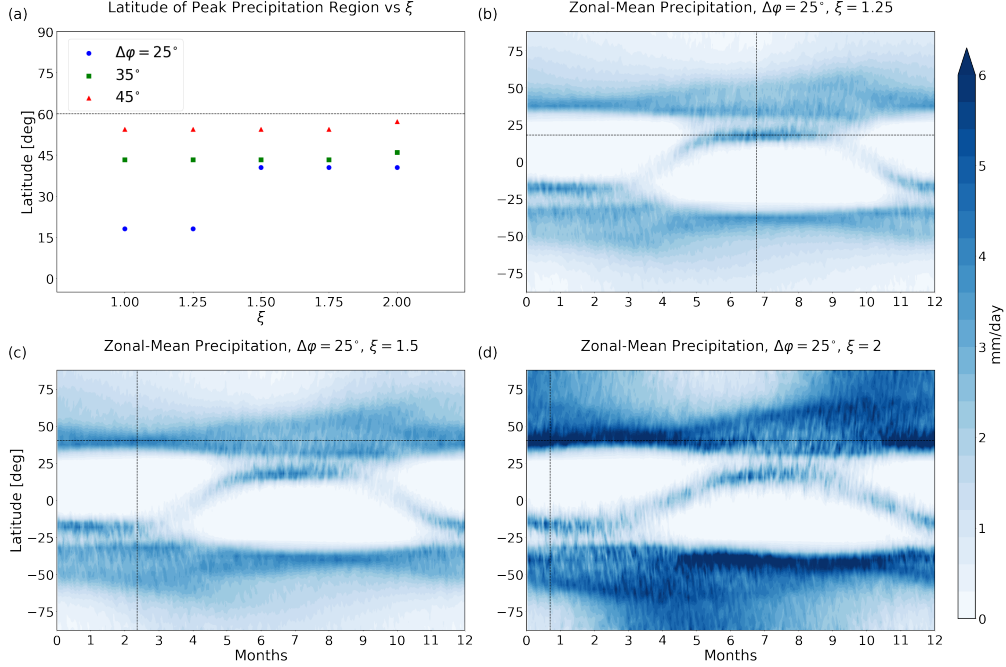 (a)
Latitude of Peak Precipitation Region vs ξ
90
75
60
45
30
15
0
Latitude [deg]
Δφ = 25°
35°
45°
1.00 1.25 1.50 1.75 2.00
ξ
(b)
Zonal-Mean Precipitation, Δφ = 25°, ξ = 1.25
75
50
25
0
−25
−50
−75
0 1 2 3 4 5 6 7 8 9 10 11 12
6
5
4
3
2
1
0
mm/day
(c)
Zonal-Mean Precipitation, Δφ = 25°, ξ = 1.5
75
50
25
0
−25
−50
−75
Latitude [deg]
0 1 2 3 4 5 6 7 8 9 10 11 12
Months
(d)
Zonal-Mean Precipitation, Δφ = 25°, ξ = 2
75
50
25
0
−25
−50
−75
0 1 2 3 4 5 6 7 8 9 10 11 12
Months